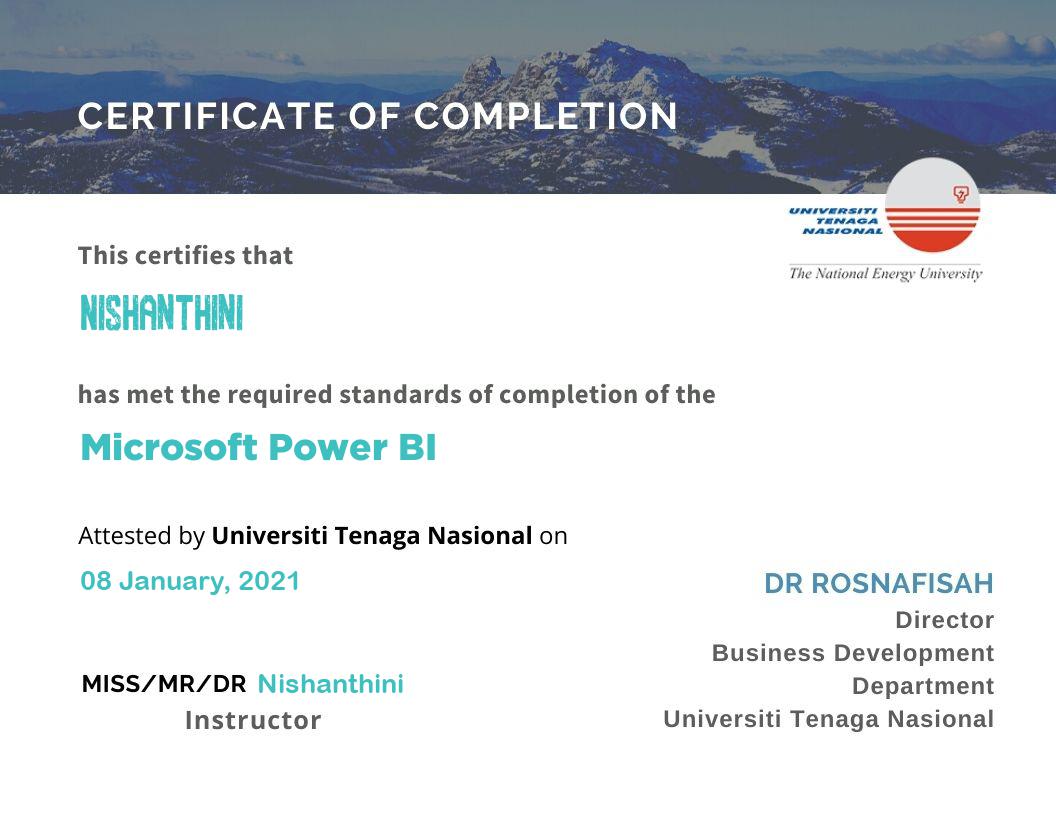 CERTIFICATE OF COMPLETION
UNIVERSITI
TENAGA
NASIONAL
The National Energy University
This certifies that
NISHANTHINI
has met the required standards of completion of the
Microsoft Power BI
Attested by Universiti Tenaga Nasional on
08 January, 2021
MISS/MR/DR Nishanthini
Instructor
DR ROSNAFISAH
Director
Business Development
Department
Universiti Tenaga Nasional